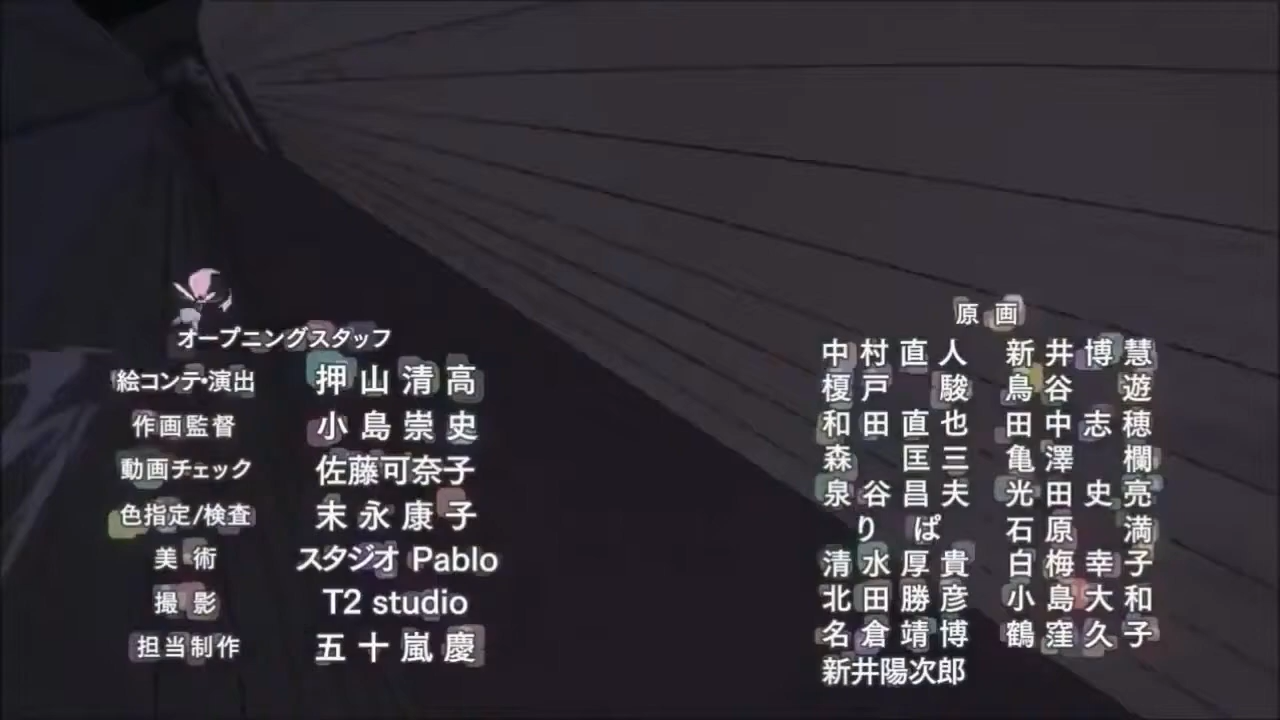 オープニングスタッフ
絵コンテ・演出 押山清高
作画監督 小島崇史
動画チェック 佐藤可奈子
色指定/検査 末永康子
美術 スタジオ Pablo
撮影 T2 studio
担当制作 五十嵐慶
原画
中村直人 新井博慧
榎戸駿 鳥谷遊
和田直也 田中志穂
森匡三 亀澤欄
泉谷昌夫 光田史亮
りぱ 石原満
清水厚貴 白梅幸子
北田勝彦 小島大和
名倉靖博 鶴窪久子
新井陽次郎